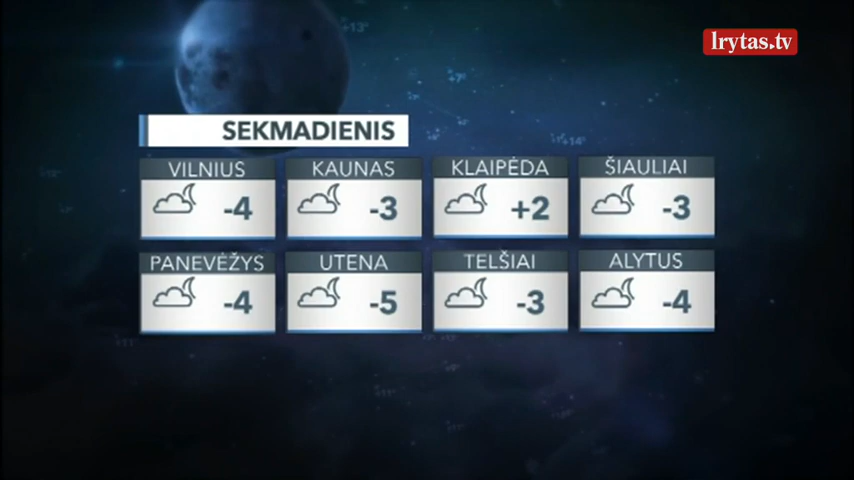 lrytas.tv
SEKMADIENIS
VILNIUS KAUNAS KLAIPĖDA ŠIAULIAI
-4 -3 +2 -3
PANEVĖŽYS UTENA TELŠIAI ALYTUS
-4 -5 -3 -4